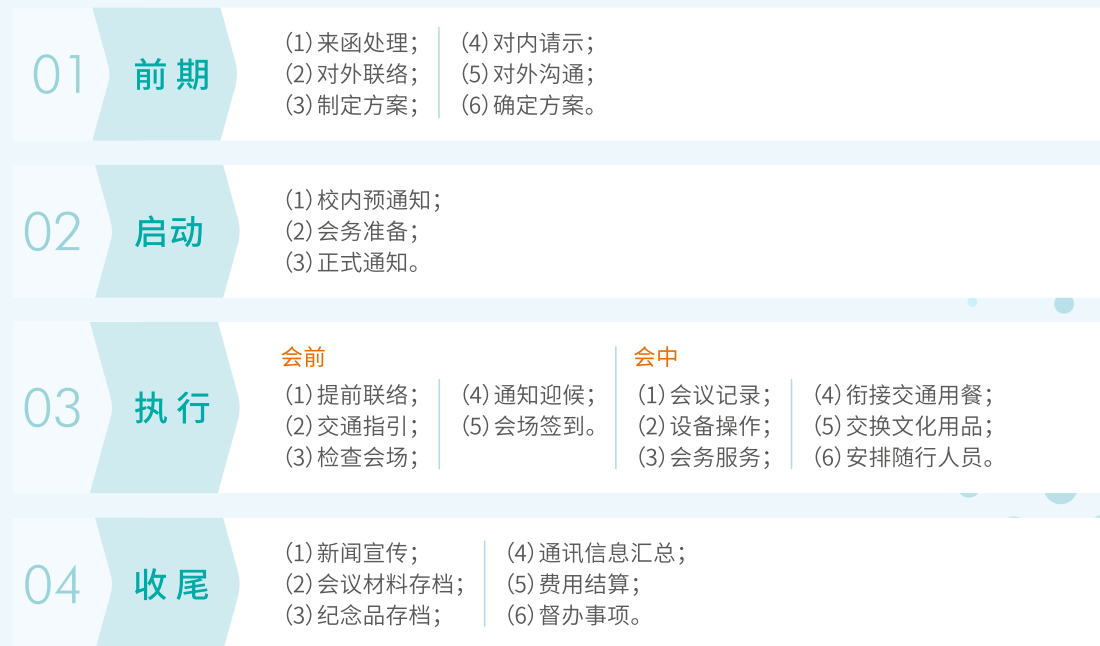 01
前期
(1)来函处理；
(2)对外联络；
(3)制定方案；
(4)对内请示；
(5)对外沟通；
(6)确定方案。
02
启动
(1)校内预通知；
(2)会务准备；
(3)正式通知。
03
执行
会前
(1)提前联络；
(2)交通指引；
(3)检查会场；
(4)通知迎候；
(5)会场签到。
会中
(1)会议记录；
(2)设备操作；
(3)会务服务；
(4)衔接交通用餐；
(5)交换文化用品；
(6)安排随行人员。
04
收尾
(1)新闻宣传；
(2)会议材料存档；
(3)纪念品存档；
(4)通讯信息汇总；
(5)费用结算；
(6)督办事项。